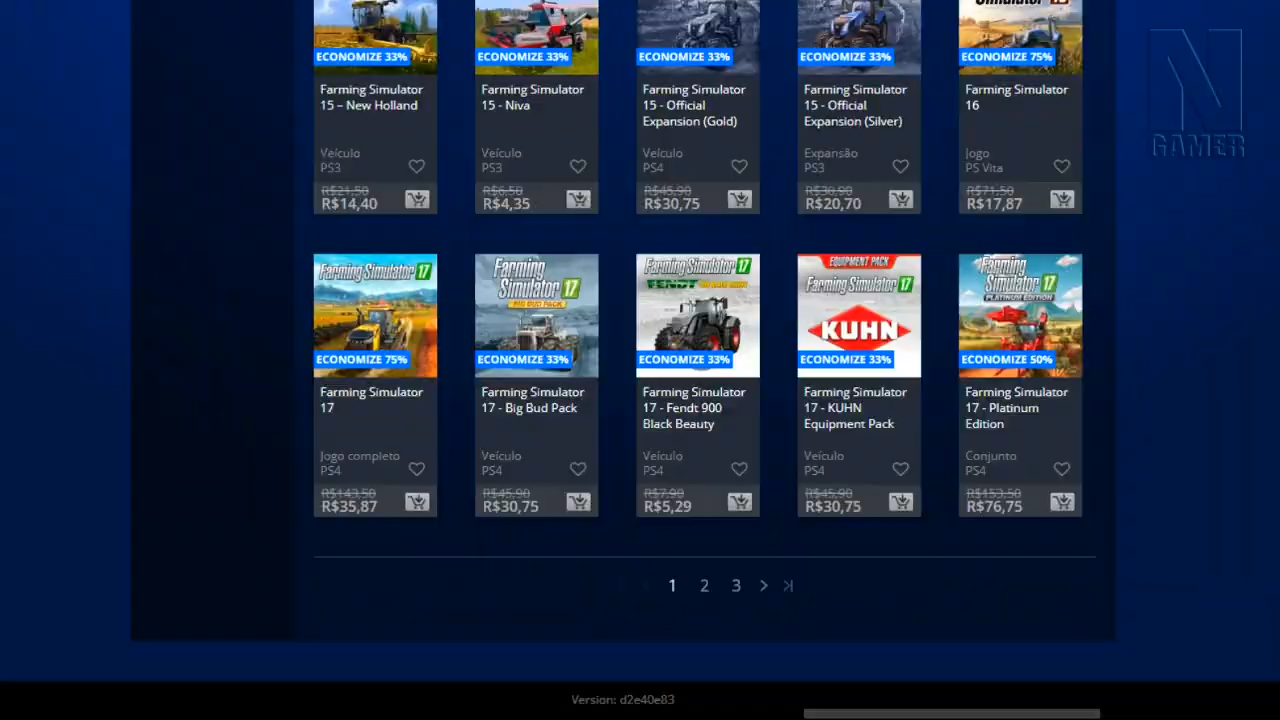 ECONOMIZE 33%
ECONOMIZE 33%
ECONOMIZE 33%
ECONOMIZE 33%
ECONOMIZE 75%
Farming Simulator
15 – New Holland
Veículo
PS3
R$21,50
R$14,40
Farming Simulator
15 - Niva
Veículo
PS3
R$6,50
R$4,35
Farming Simulator
15 - Official
Expansion (Gold)
Veículo
PS4
R$45,90
R$30,75
Farming Simulator
15 - Official
Expansion (Silver)
Expansão
PS3
R$30,90
R$20,70
Farming Simulator
16
Jogo
PS Vita
R$71,50
R$17,87
N
GAMER
Farming Simulator 17
ECONOMIZE 75%
Farming Simulator
17
Jogo completo
PS4
R$143,50
R$35,87
Farming
Simulator 17
BIG BUD PACK
ECONOMIZE 33%
Farming Simulator
17 - Big Bud Pack
Veículo
PS4
R$45,90
R$30,75
Farming Simulator 17
FENDT
ECONOMIZE 33%
Farming Simulator
17 - Fendt 900
Black Beauty
Veículo
PS4
R$7,90
R$5,29
EQUIPMENT PACK
Farming Simulator 17
KUHN
ECONOMIZE 33%
Farming Simulator
17 - KUHN
Equipment Pack
Veículo
PS4
R$45,90
R$30,75
Farming
Simulator 17
PLATINUM EDITION
ECONOMIZE 50%
Farming Simulator
17 - Platinum
Edition
Conjunto
PS4
R$153,50
R$76,75
1 2 3
Version: d2e40e83